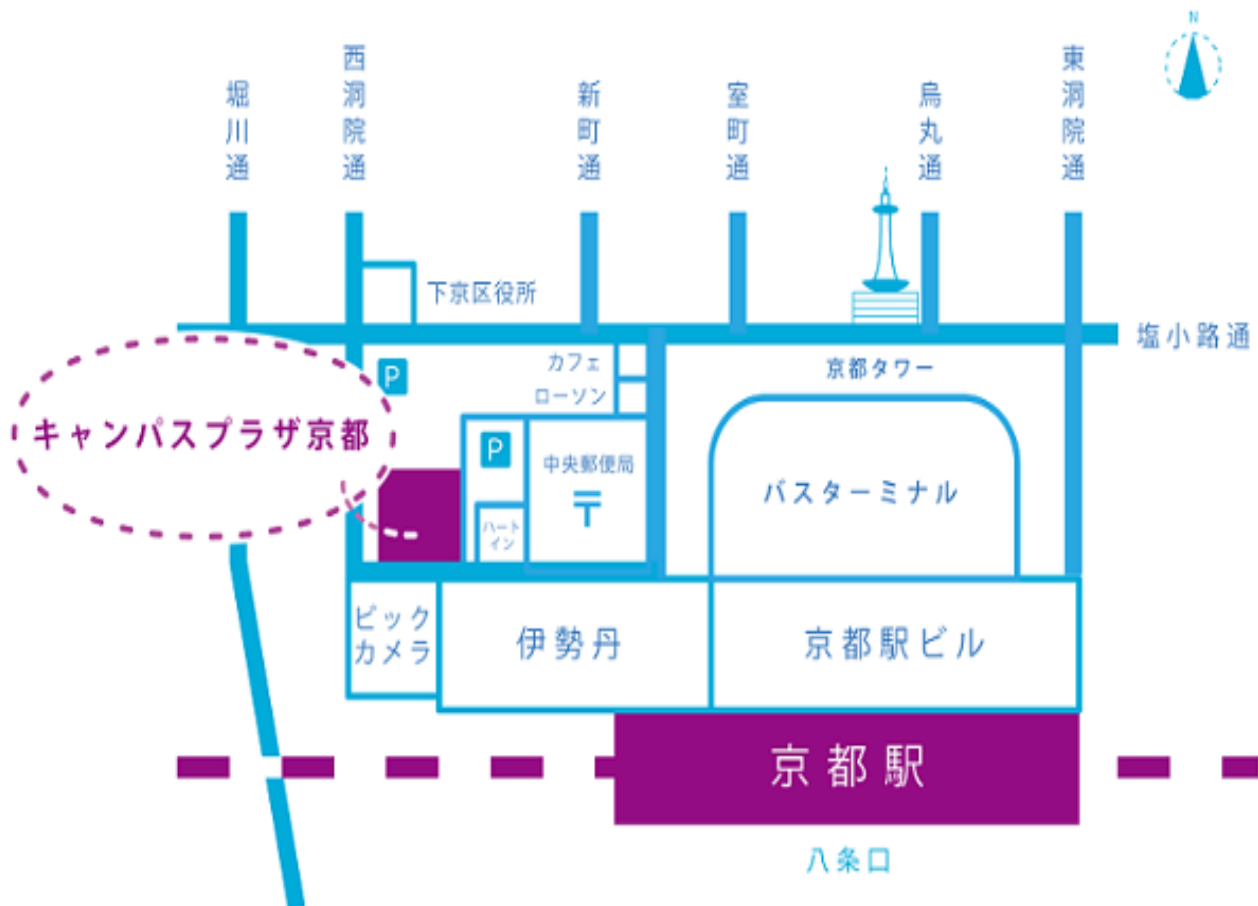 N
堀川通
西洞院通
新町通
室町通
烏丸通
東洞院通
下京区役所
塩小路通
P
カフェ
ローソン
京都タワー
キャンパスプラザ京都
P
中央郵便局
〒
バスターミナル
ハート
イン
ビック
カメラ
伊勢丹
京都駅ビル
京都駅
八条口